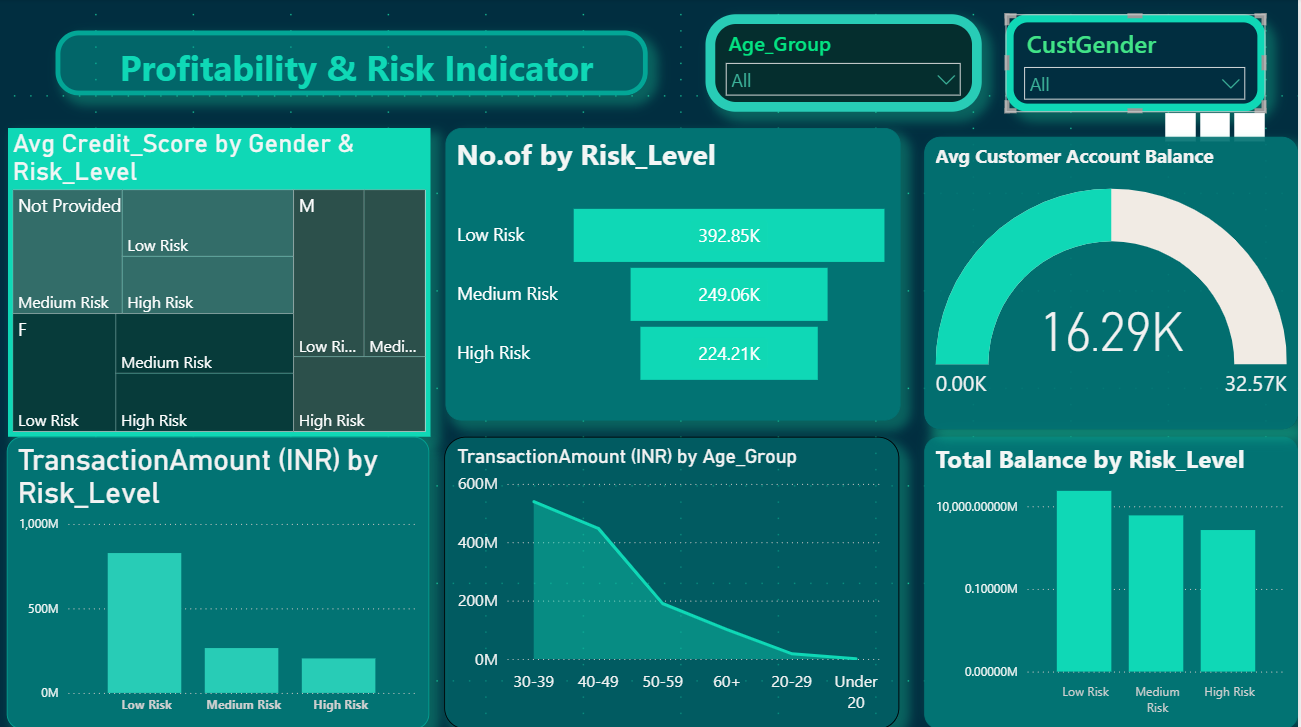 Profitability & Risk Indicator
Age_Group
All
CustGender
All
Avg Credit_Score by Gender &
Risk_Level
Not Provided
Medium Risk
Low Risk
High Risk
F
Low Risk
Medium Risk
High Risk
M
Low Ri...
Medi...
High Risk
No.of by Risk_Level
Low Risk
392.85K
Medium Risk
249.06K
High Risk
224.21K
Avg Customer Account Balance
16.29K
0.00K
32.57K
TransactionAmount (INR) by
Risk_Level
1,000M
500M
0M
Low Risk
Medium Risk
High Risk
TransactionAmount (INR) by Age_Group
600M
400M
200M
0M
30-39
40-49
50-59
60+
20-29
Under
20
Total Balance by Risk_Level
10,000.00000M
0.10000M
0.00000M
Low Risk
Medium
Risk
High Risk